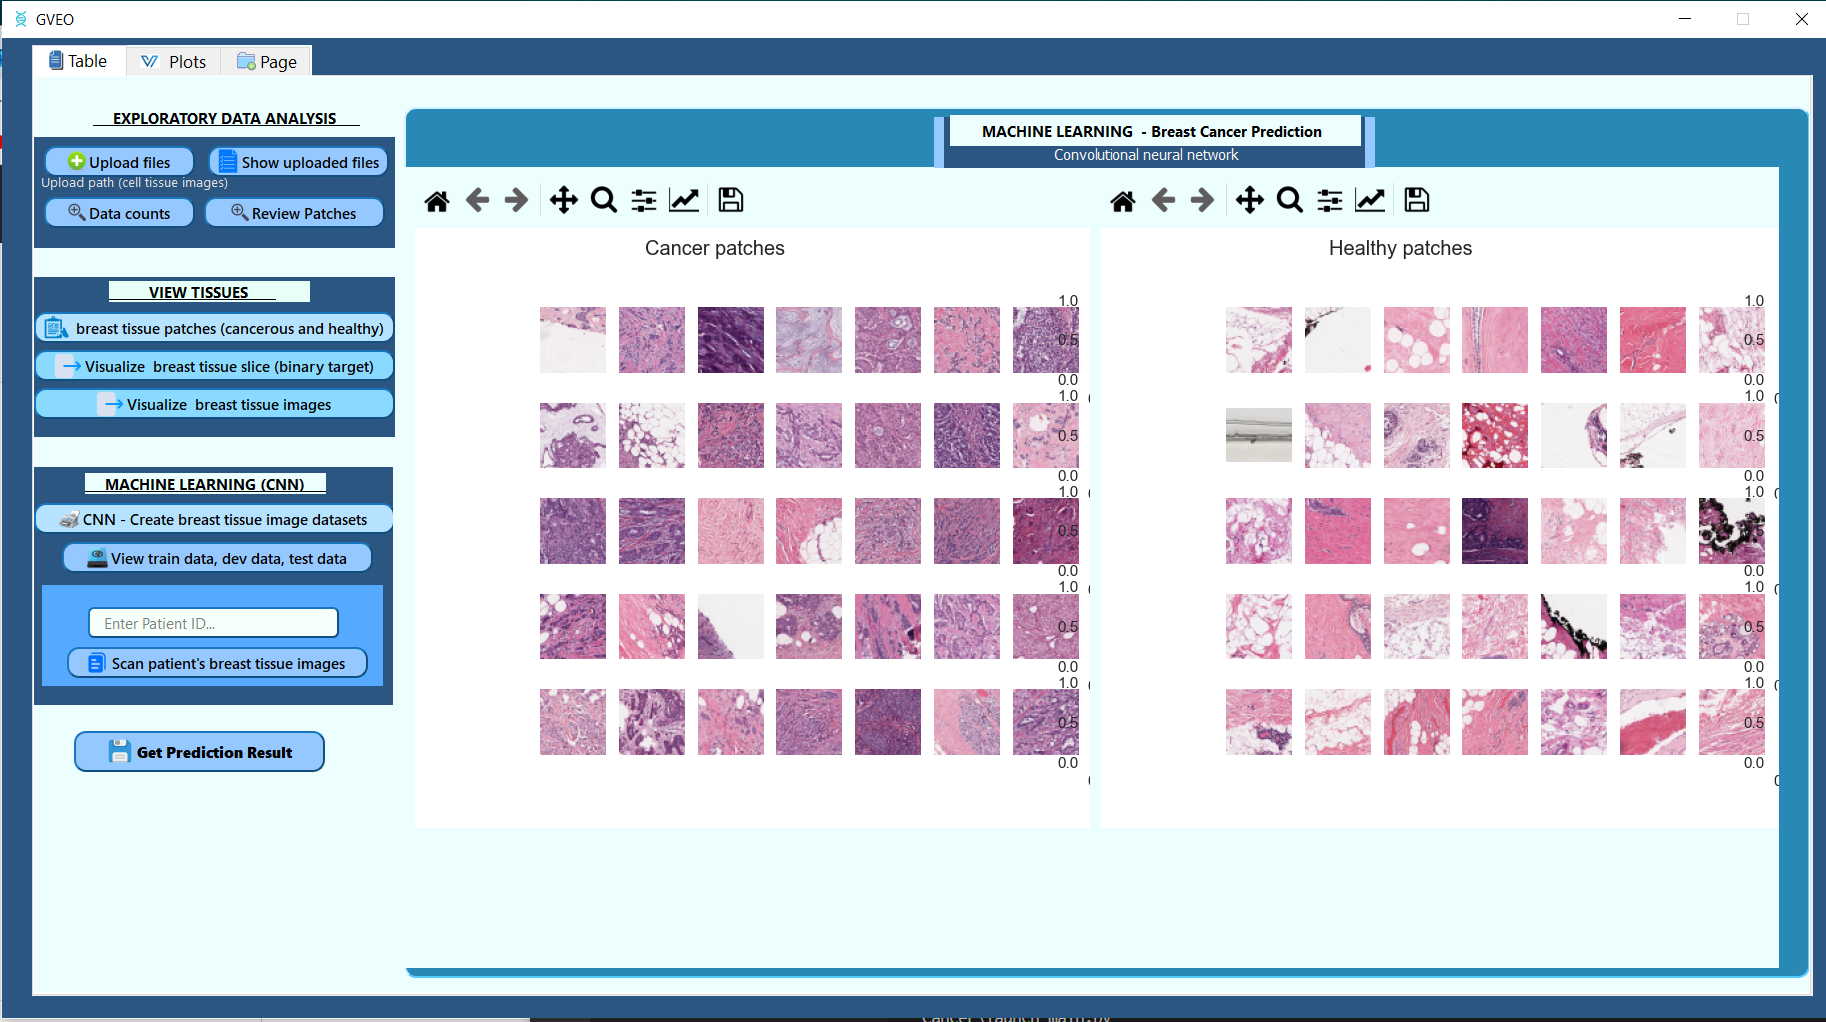 GVEO
Table
Plots
Page
EXPLORATORY DATA ANALYSIS
Upload files
Show uploaded files
Upload path (cell tissue images)
Data counts
Review Patches
VIEW TISSUES
breast tissue patches (cancerous and healthy)
Visualize breast tissue slice (binary target)
Visualize breast tissue images
MACHINE LEARNING (CNN)
CNN - Create breast tissue image datasets
View train data, dev data, test data
Enter Patient ID...
Scan patient's breast tissue images
Get Prediction Result
MACHINE LEARNING - Breast Cancer Prediction
Convolutional neural network
Cancer patches
1.0
0.5
0.0
1.0
0.5
0.0
1.0
0.5
0.0
1.0
0.5
0.0
1.0
0.5
0.0
Healthy patches
1.0
0.5
0.0
1.0
0.5
0.0
1.0
0.5
0.0
1.0
0.5
0.0
1.0
0.5
0.0